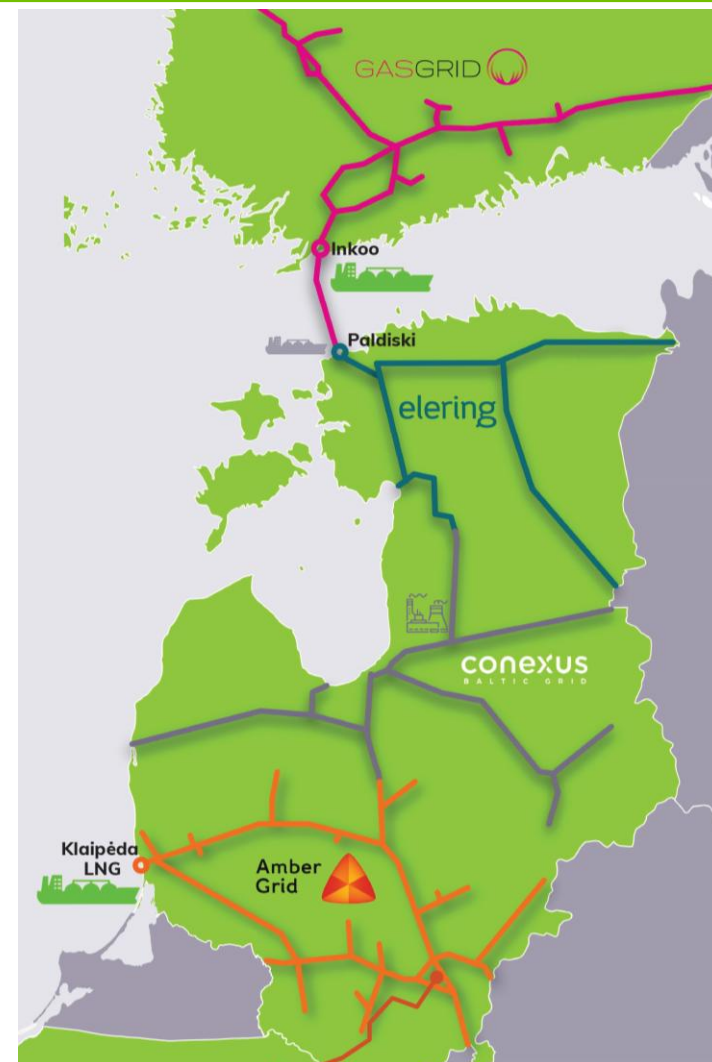 GASGRID
Inkoo
Paldiski
elering
conexus
BALTIC GRID
Klaipėda
LNG
Amber
Grid